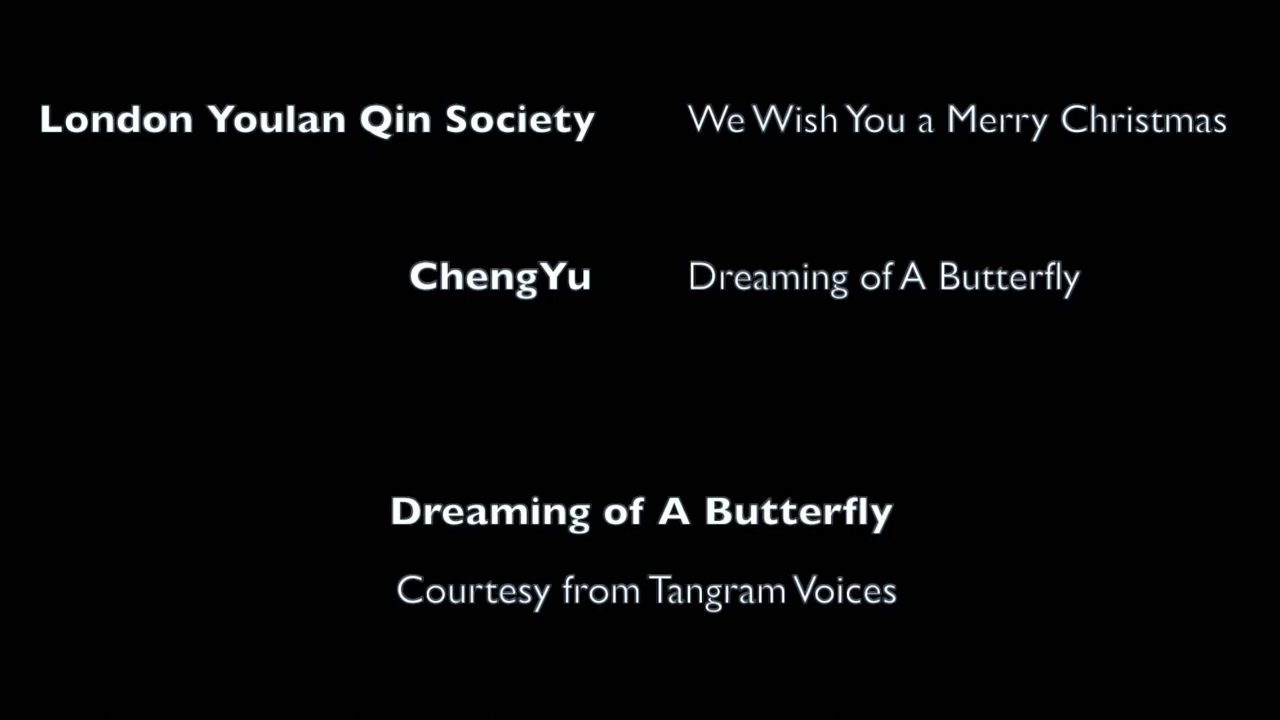 London Youlan Qin Society We Wish You a Merry Christmas
ChengYu Dreaming of A Butterfly
Dreaming of A Butterfly
Courtesy from Tangram Voices